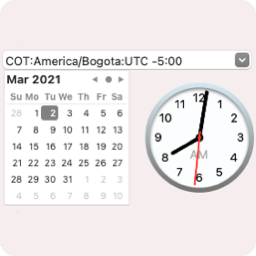 COT:America/Bogota:UTC -5:00
Mar 2021
Su Mo Tu We Th Fr Sa
28 1 2 3 4 5 6
7 8 9 10 11 12 13
14 15 16 17 18 19 20
21 22 23 24 25 26 27
28 29 30 31 1 2 3
4 5 6 7 8 9 10
12
11 1
10 2
9 3
8 4
AM
7 5
6